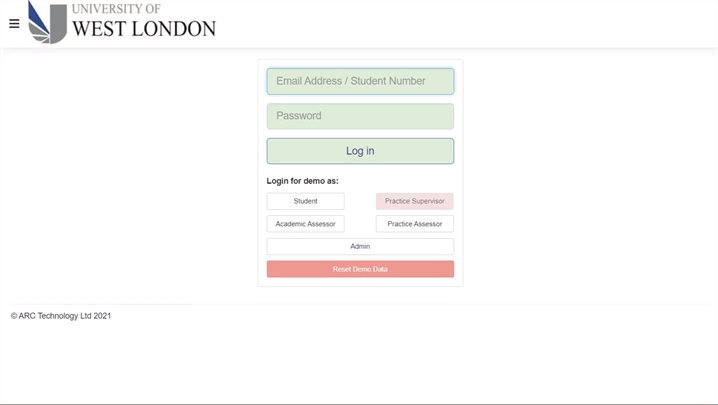 UNIVERSITY OF
WEST LONDON
Email Address / Student Number
Password
Log in
Login for demo as:
Student
Practice Supervisor
Academic Assessor
Practice Assessor
Admin
Reset Demo Data
© ARC Technology Ltd 2021